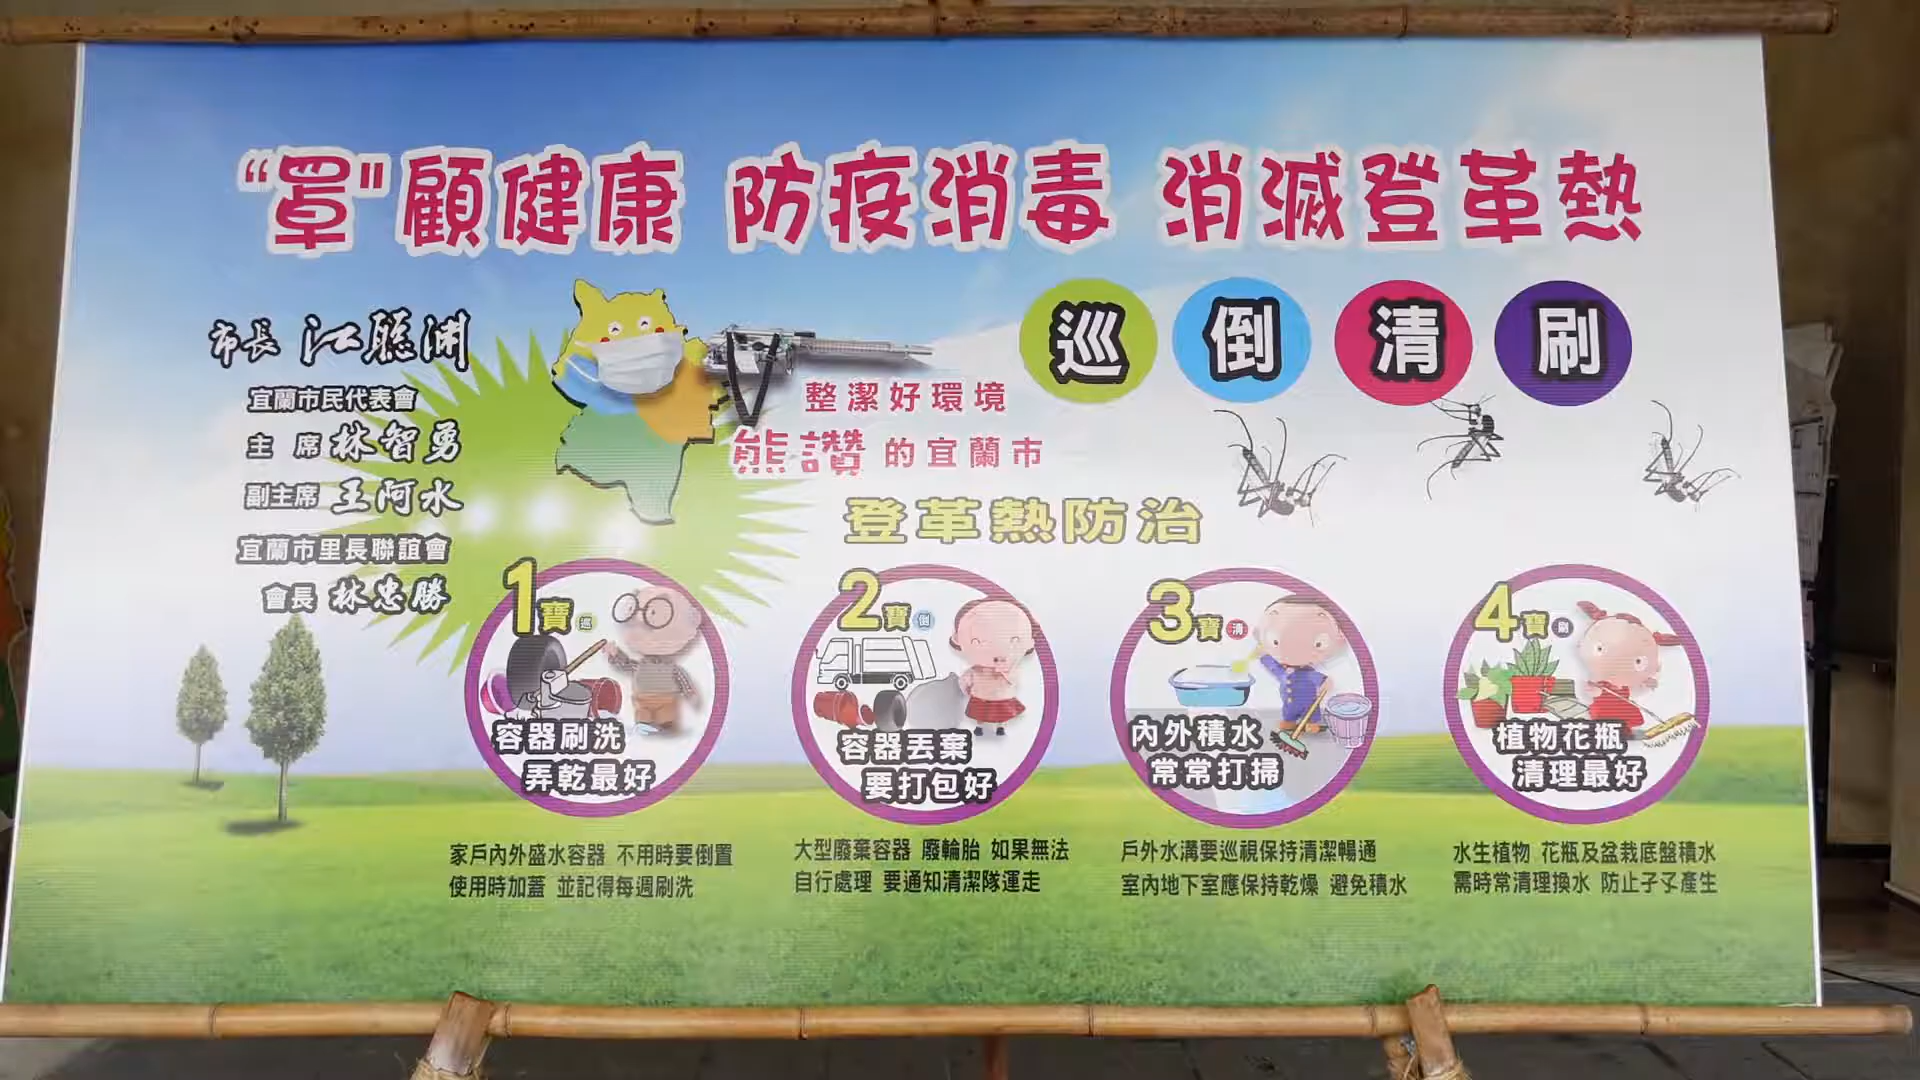 “罩"顧健康 防疫消毒 消滅登革熱
巡 倒 清 刷
市長 江聰淵
宜蘭市民代表會
主 席 林智勇
副主席 王阿水
宜蘭市里長聯誼會
會長 林忠勝
整潔好環境
熊讚 的宜蘭市
登革熱防治
1寶 巡
容器刷洗
弄乾最好
家戶內外盛水容器 不用時要倒置
使用時加蓋 並記得每週刷洗
2寶 倒
容器丟棄
要打包好
大型廢棄容器 廢輪胎 如果無法
自行處理 要通知清潔隊運走
3寶 清
內外積水
常常打掃
戶外水溝要巡視保持清潔暢通
室內地下室應保持乾燥 避免積水
4寶 刷
植物花瓶
清理最好
水生植物 花瓶及盆栽底盤積水
需時常清理換水 防止孑孓產生